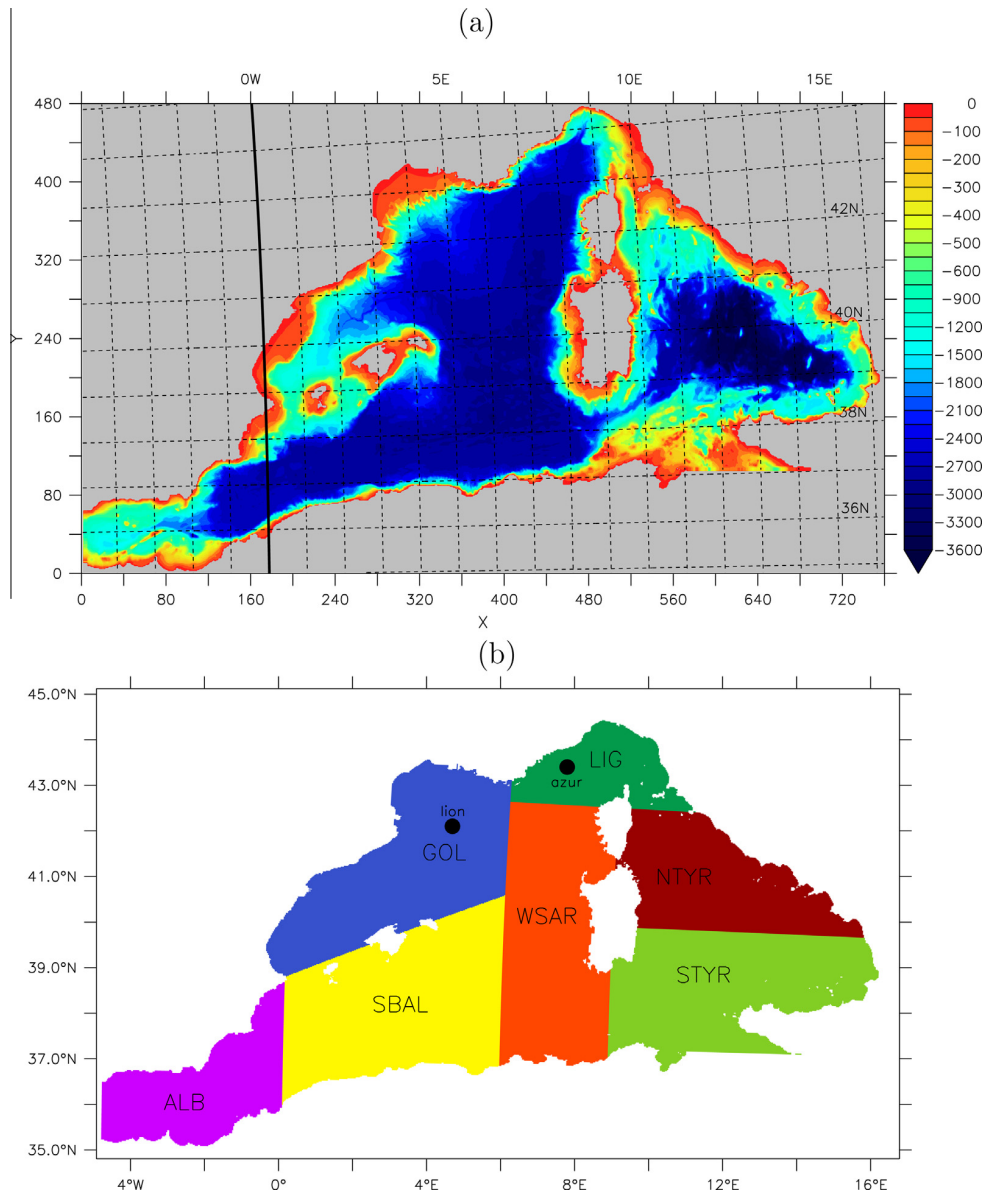 (a)
0W 5E 10E 15E
480
400
320
240
160
80
0
Y
42N
40N
38N
36N
0 80 160 240 320 400 480 560 640 720
X
0
-100
-200
-300
-400
-500
-600
-900
-1200
-1500
-1800
-2100
-2400
-2700
-3000
-3300
-3600
(b)
45.0°N
43.0°N
41.0°N
39.0°N
37.0°N
35.0°N
LIG
azur
lion
GOL
NTYR
WSAR
STYR
SBAL
ALB
4°W 0° 4°E 8°E 12°E 16°E